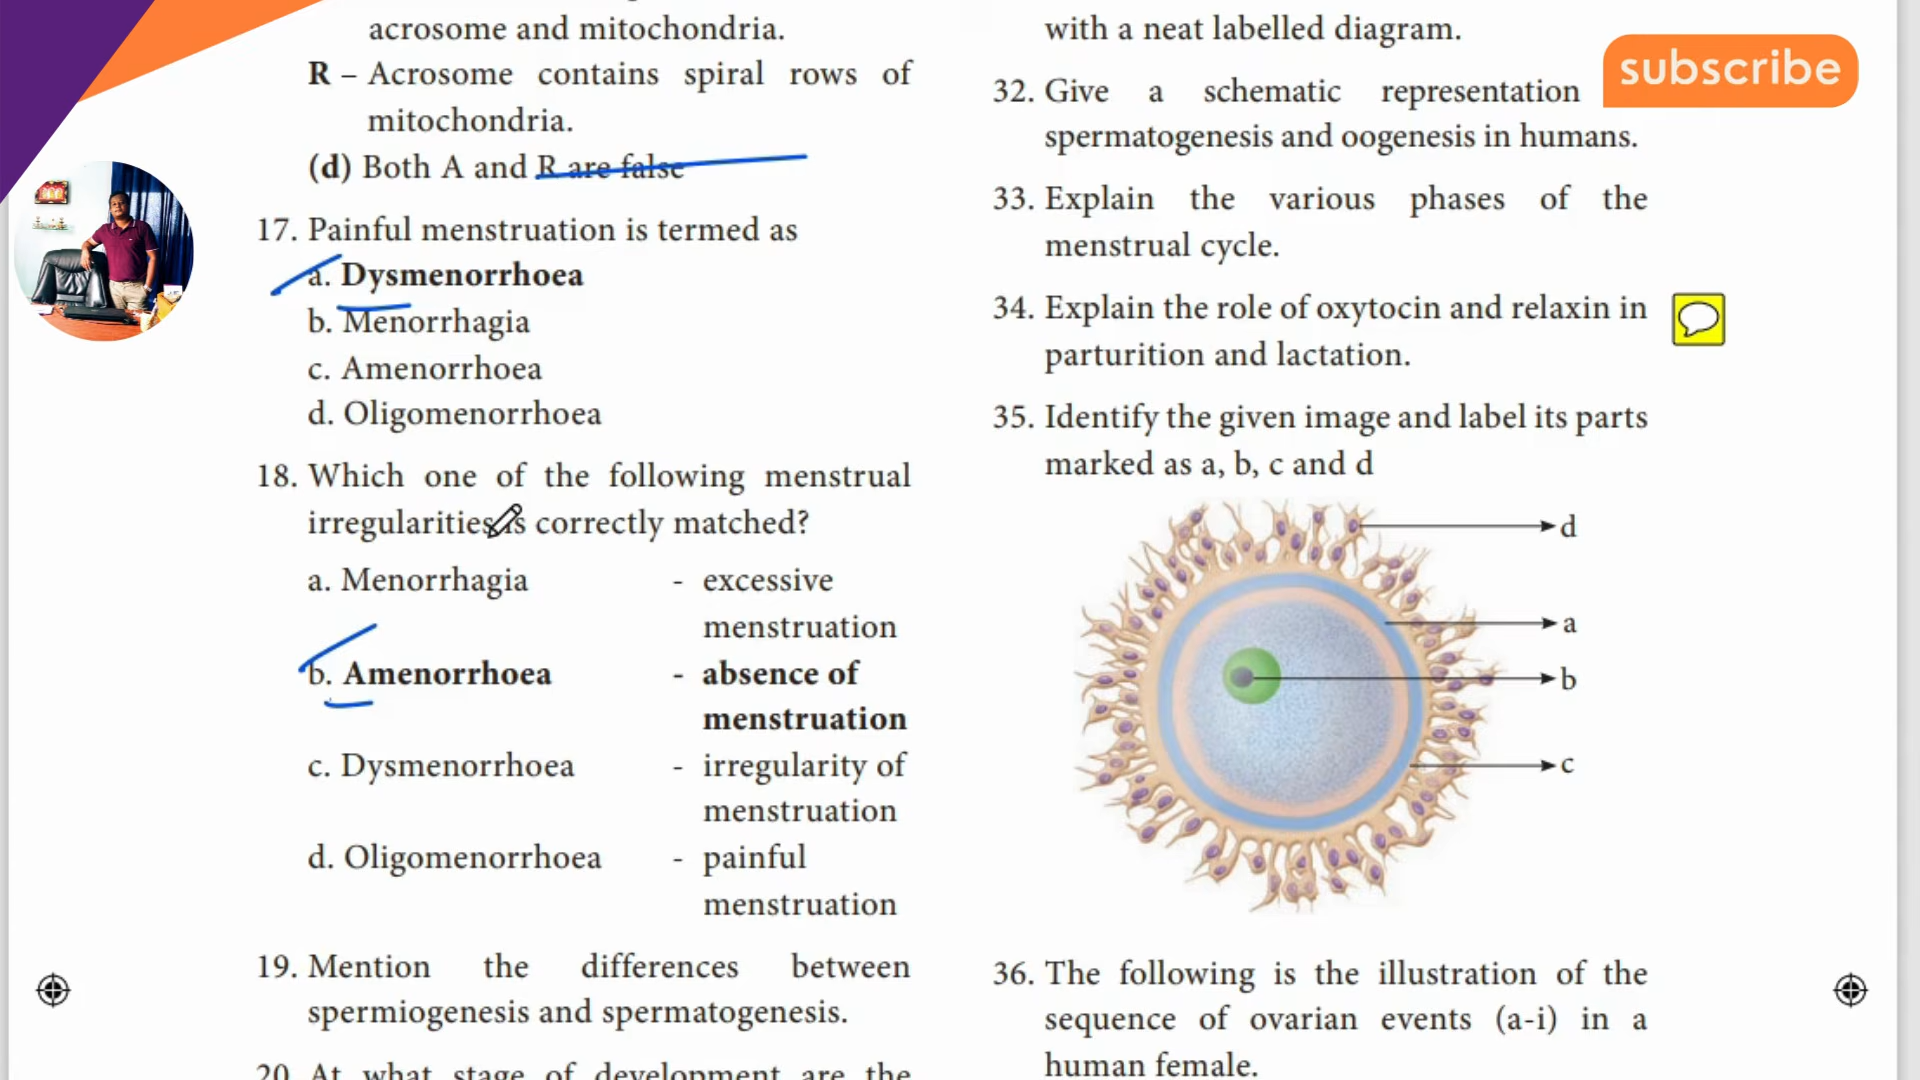 acrosome and mitochondria.
R – Acrosome contains spiral rows of
mitochondria.
(d) Both A and R are false
17. Painful menstruation is termed as
a. Dysmenorrhoea
b. Menorrhagia
c. Amenorrhoea
d. Oligomenorrhoea
18. Which one of the following menstrual
irregularities is correctly matched?
a. Menorrhagia - excessive
menstruation
b. Amenorrhoea - absence of
menstruation
c. Dysmenorrhoea - irregularity of
menstruation
d. Oligomenorrhoea - painful
menstruation
19. Mention the differences between
spermiogenesis and spermatogenesis.
20. At what stage of development are the
with a neat labelled diagram.
32. Give a schematic representation
spermatogenesis and oogenesis in humans.
33. Explain the various phases of the
menstrual cycle.
34. Explain the role of oxytocin and relaxin in
parturition and lactation.
35. Identify the given image and label its parts
marked as a, b, c and d
d
a
b
c
36. The following is the illustration of the
sequence of ovarian events (a-i) in a
human female.
subscribe